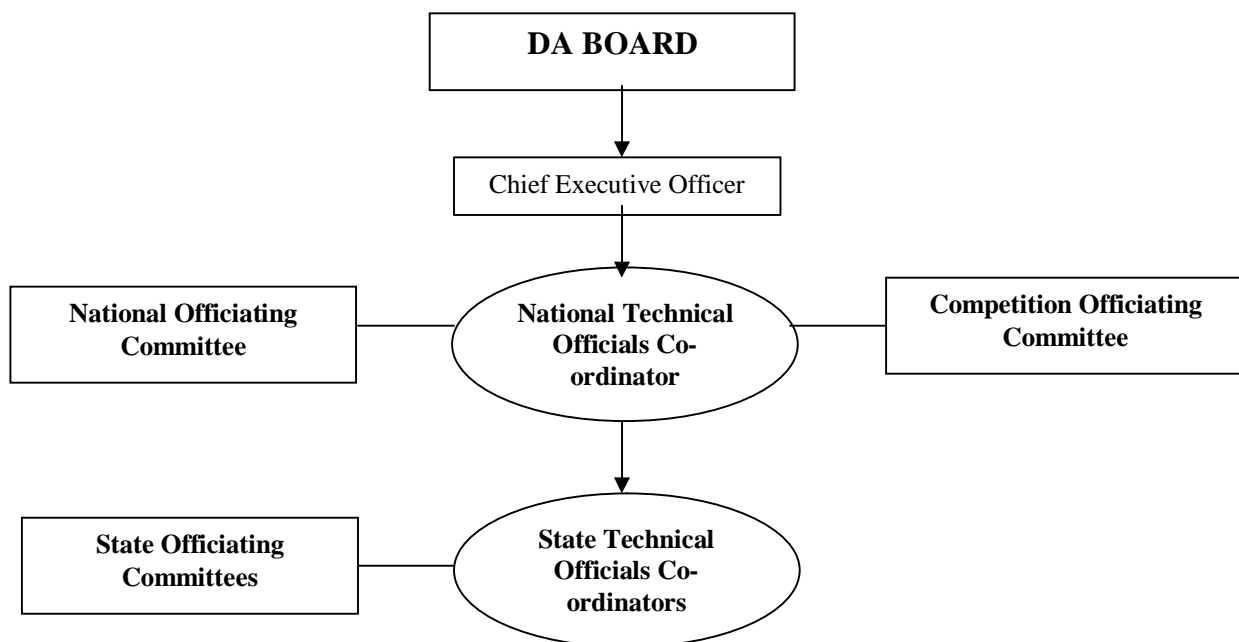 DA BOARD
Chief Executive Officer
National Officiating
Committee
National Technical
Officials Co-
ordinator
Competition Officiating
Committee
State Officiating
Committees
State Technical
Officials Co-
ordinators